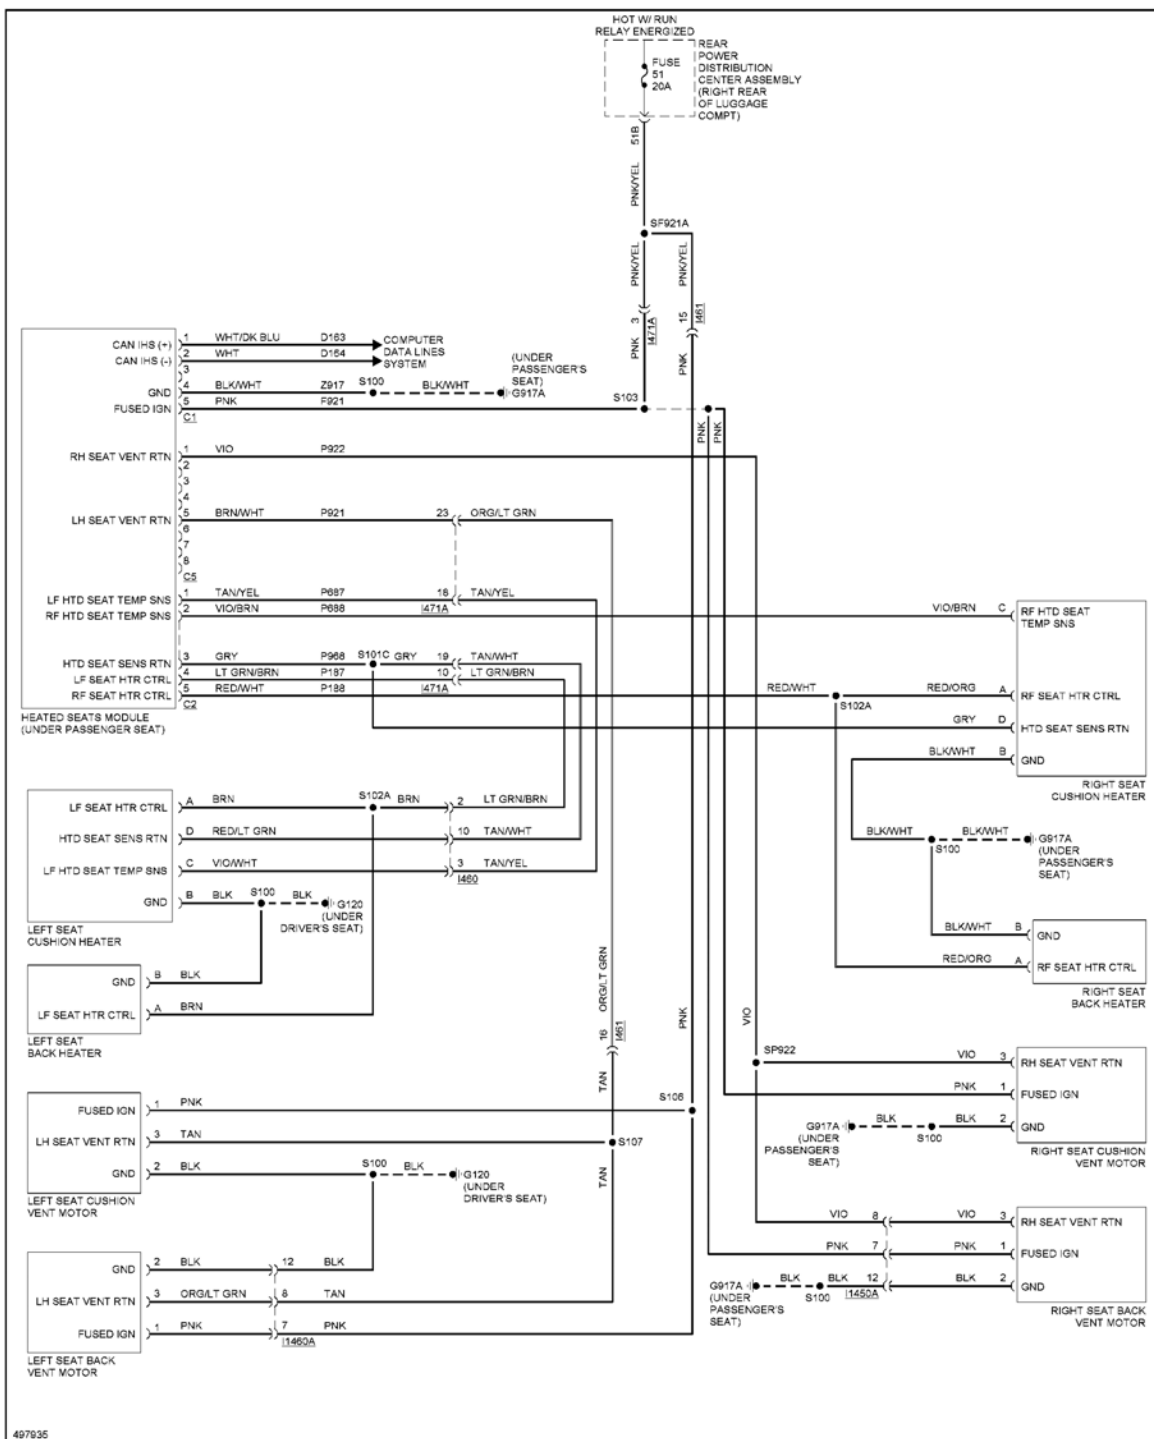 HOT W/ RUN
RELAY ENERGIZED
FUSE
51
20A
REAR
POWER
DISTRIBUTION
CENTER ASSEMBLY
(RIGHT REAR
OF LUGGAGE
COMPT)
51B
PNK/YEL
SF921A
PNK/YEL
PNK/YEL
3
I471A
15
I461
PNK
PNK
CAN IHS (+)
1
WHT/DK BLU
D163
COMPUTER
DATA LINES
SYSTEM
CAN IHS (-)
2
WHT
D164
3
GND
4
BLK/WHT
Z917
S100
BLK/WHT
(UNDER
PASSENGER'S
SEAT)
G917A
FUSED IGN
5
PNK
F921
S103
C1
PNK
PNK
RH SEAT VENT RTN
1
VIO
P922
2
3
4
LH SEAT VENT RTN
5
BRN/WHT
P921
23
ORG/LT GRN
6
7
8
C5
LF HTD SEAT TEMP SNS
1
TAN/YEL
P687
18
TAN/YEL
RF HTD SEAT TEMP SNS
2
VIO/BRN
P688
I471A
VIO/BRN
C
RF HTD SEAT
TEMP SNS
HTD SEAT SENS RTN
3
GRY
P968
S101C
GRY
19
TAN/WHT
LF SEAT HTR CTRL
4
LT GRN/BRN
P187
10
LT GRN/BRN
RF SEAT HTR CTRL
5
RED/WHT
P188
I471A
RED/WHT
S102A
RED/ORG
A
RF SEAT HTR CTRL
C2
HEATED SEATS MODULE
(UNDER PASSENGER SEAT)
GRY
D
HTD SEAT SENS RTN
BLK/WHT
B
GND
RIGHT SEAT
CUSHION HEATER
LF SEAT HTR CTRL
A
BRN
S102A
BRN
2
LT GRN/BRN
HTD SEAT SENS RTN
D
RED/LT GRN
10
TAN/WHT
LF HTD SEAT TEMP SNS
C
VIO/WHT
3
TAN/YEL
I460
GND
B
BLK
S100
BLK
G120
(UNDER
DRIVER'S SEAT)
LEFT SEAT
CUSHION HEATER
BLK/WHT
S100
BLK/WHT
G917A
(UNDER
PASSENGER'S
SEAT)
BLK/WHT
B
GND
RED/ORG
A
RF SEAT HTR CTRL
RIGHT SEAT
BACK HEATER
GND
B
BLK
LF SEAT HTR CTRL
A
BRN
LEFT SEAT
BACK HEATER
ORG/LT GRN
16
I461
TAN
PNK
VIO
SP922
VIO
3
RH SEAT VENT RTN
PNK
1
FUSED IGN
G917A
(UNDER
PASSENGER'S
SEAT)
BLK
S100
BLK
2
GND
RIGHT SEAT CUSHION
VENT MOTOR
FUSED IGN
1
PNK
S106
LH SEAT VENT RTN
3
TAN
S107
GND
2
BLK
S100
BLK
G120
(UNDER
DRIVER'S SEAT)
TAN
LEFT SEAT CUSHION
VENT MOTOR
VIO
8
VIO
3
RH SEAT VENT RTN
PNK
7
PNK
1
FUSED IGN
G917A
(UNDER
PASSENGER'S
SEAT)
BLK
S100
BLK
12
I1450A
BLK
2
GND
RIGHT SEAT BACK
VENT MOTOR
GND
2
BLK
12
BLK
LH SEAT VENT RTN
3
ORG/LT GRN
8
TAN
FUSED IGN
1
PNK
7
PNK
I1460A
LEFT SEAT BACK
VENT MOTOR
497935